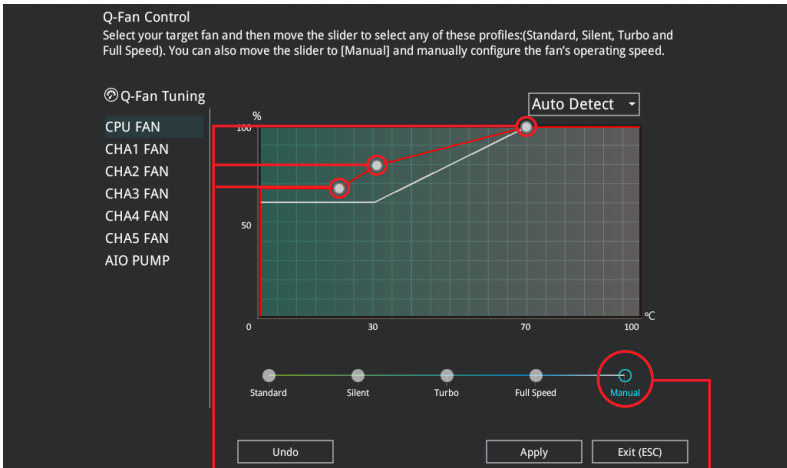 Q-Fan Control
Select your target fan and then move the slider to select any of these profiles:(Standard, Silent, Turbo and
Full Speed). You can also move the slider to [Manual] and manually configure the fan's operating speed.
Q-Fan Tuning
Auto Detect
CPU FAN
CHA1 FAN
CHA2 FAN
CHA3 FAN
CHA4 FAN
CHA5 FAN
AIO PUMP
%
100
50
0 30 70 100 °C
Standard Silent Turbo Full Speed Manual
Undo Apply Exit (ESC)